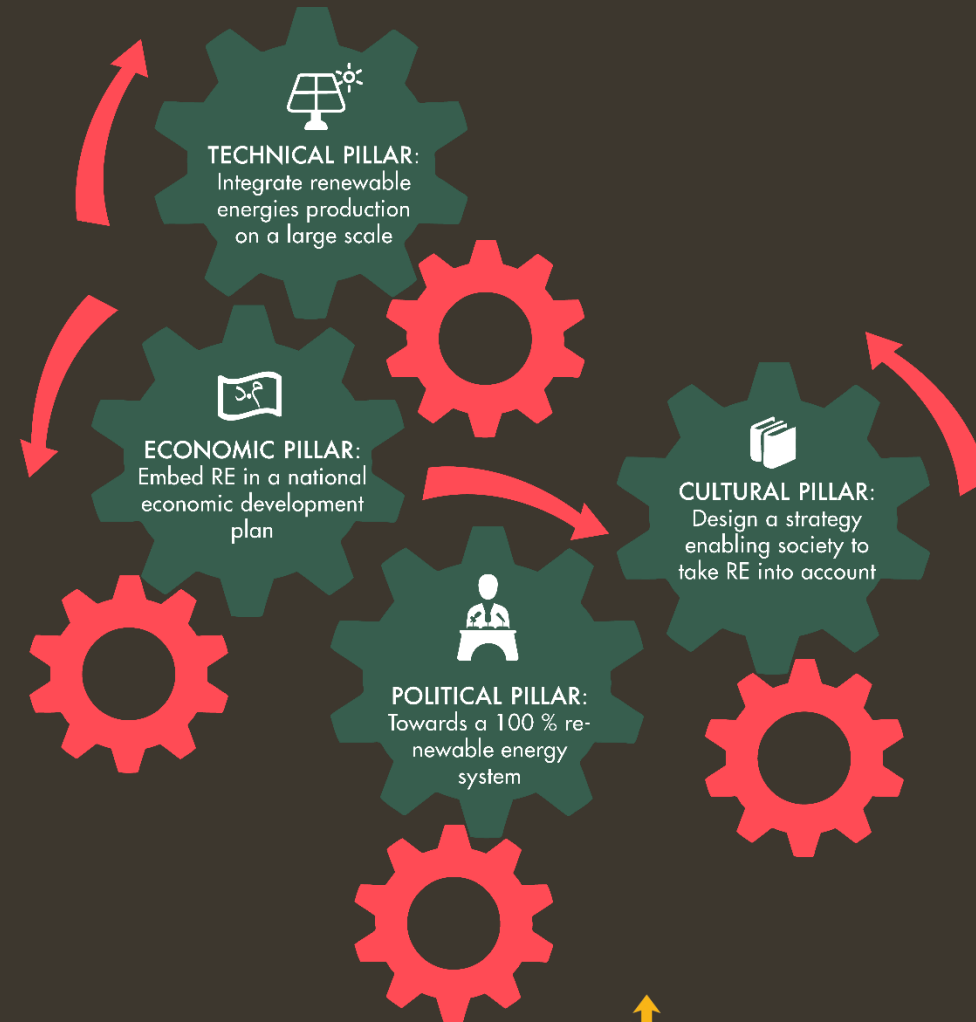 TECHNICAL PILLAR:
Integrate renewable
energies production
on a large scale
د.م
ECONOMIC PILLAR:
Embed RE in a national
economic development
plan
CULTURAL PILLAR:
Design a strategy
enabling society to
take RE into account
POLITICAL PILLAR:
Towards a 100 % re-
newable energy
system